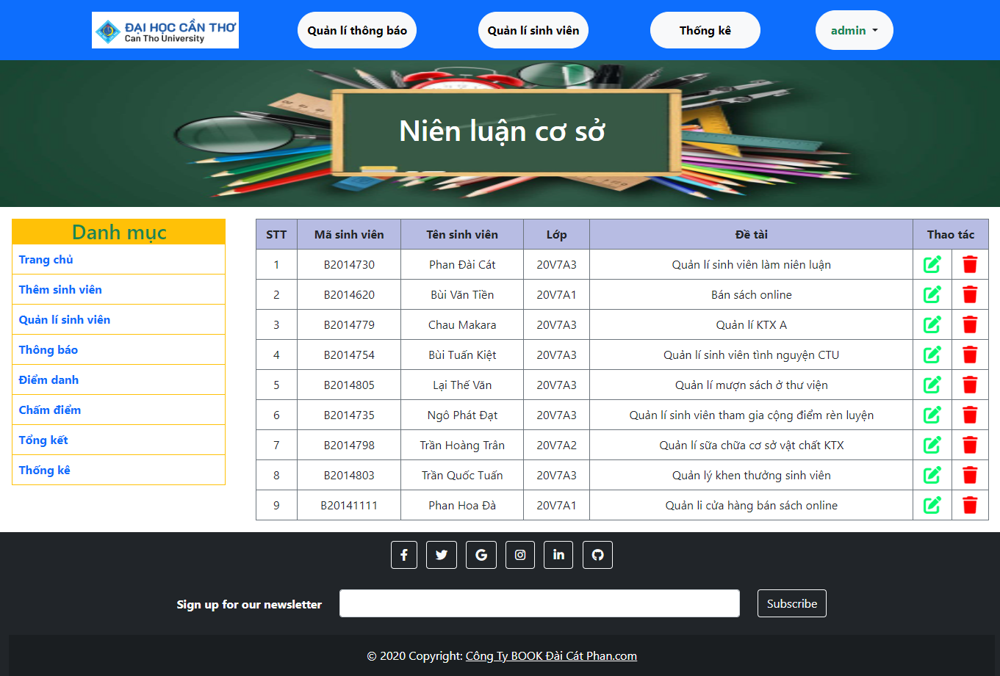 ĐẠI HỌC CẦN THƠ
Can Tho University
Quản lí thông báo
Quản lí sinh viên
Thống kê
admin
Niên luận cơ sở
Danh mục
Trang chủ
Thêm sinh viên
Quản lí sinh viên
Thông báo
Điểm danh
Chấm điểm
Tổng kết
Thống kê
STT Mã sinh viên Tên sinh viên Lớp Đề tài Thao tác
1 B2014730 Phan Đài Cát 20V7A3 Quản lí sinh viên làm niên luận
2 B2014620 Bùi Văn Tiền 20V7A1 Bán sách online
3 B2014779 Chau Makara 20V7A3 Quản lí KTX A
4 B2014754 Bùi Tuấn Kiệt 20V7A3 Quản lí sinh viên tình nguyện CTU
5 B2014805 Lại Thế Văn 20V7A3 Quản lí mượn sách ở thư viện
6 B2014735 Ngô Phát Đạt 20V7A3 Quản lí sinh viên tham gia cộng điểm rèn luyện
7 B2014798 Trần Hoàng Trân 20V7A2 Quản lí sữa chữa cơ sở vật chất KTX
8 B2014803 Trần Quốc Tuấn 20V7A3 Quản lý khen thưởng sinh viên
9 B20141111 Phan Hoa Đà 20V7A1 Quản li cửa hàng bán sách online
Sign up for our newsletter
Subscribe
© 2020 Copyright: Công Ty BOOK Đài Cát Phan.com